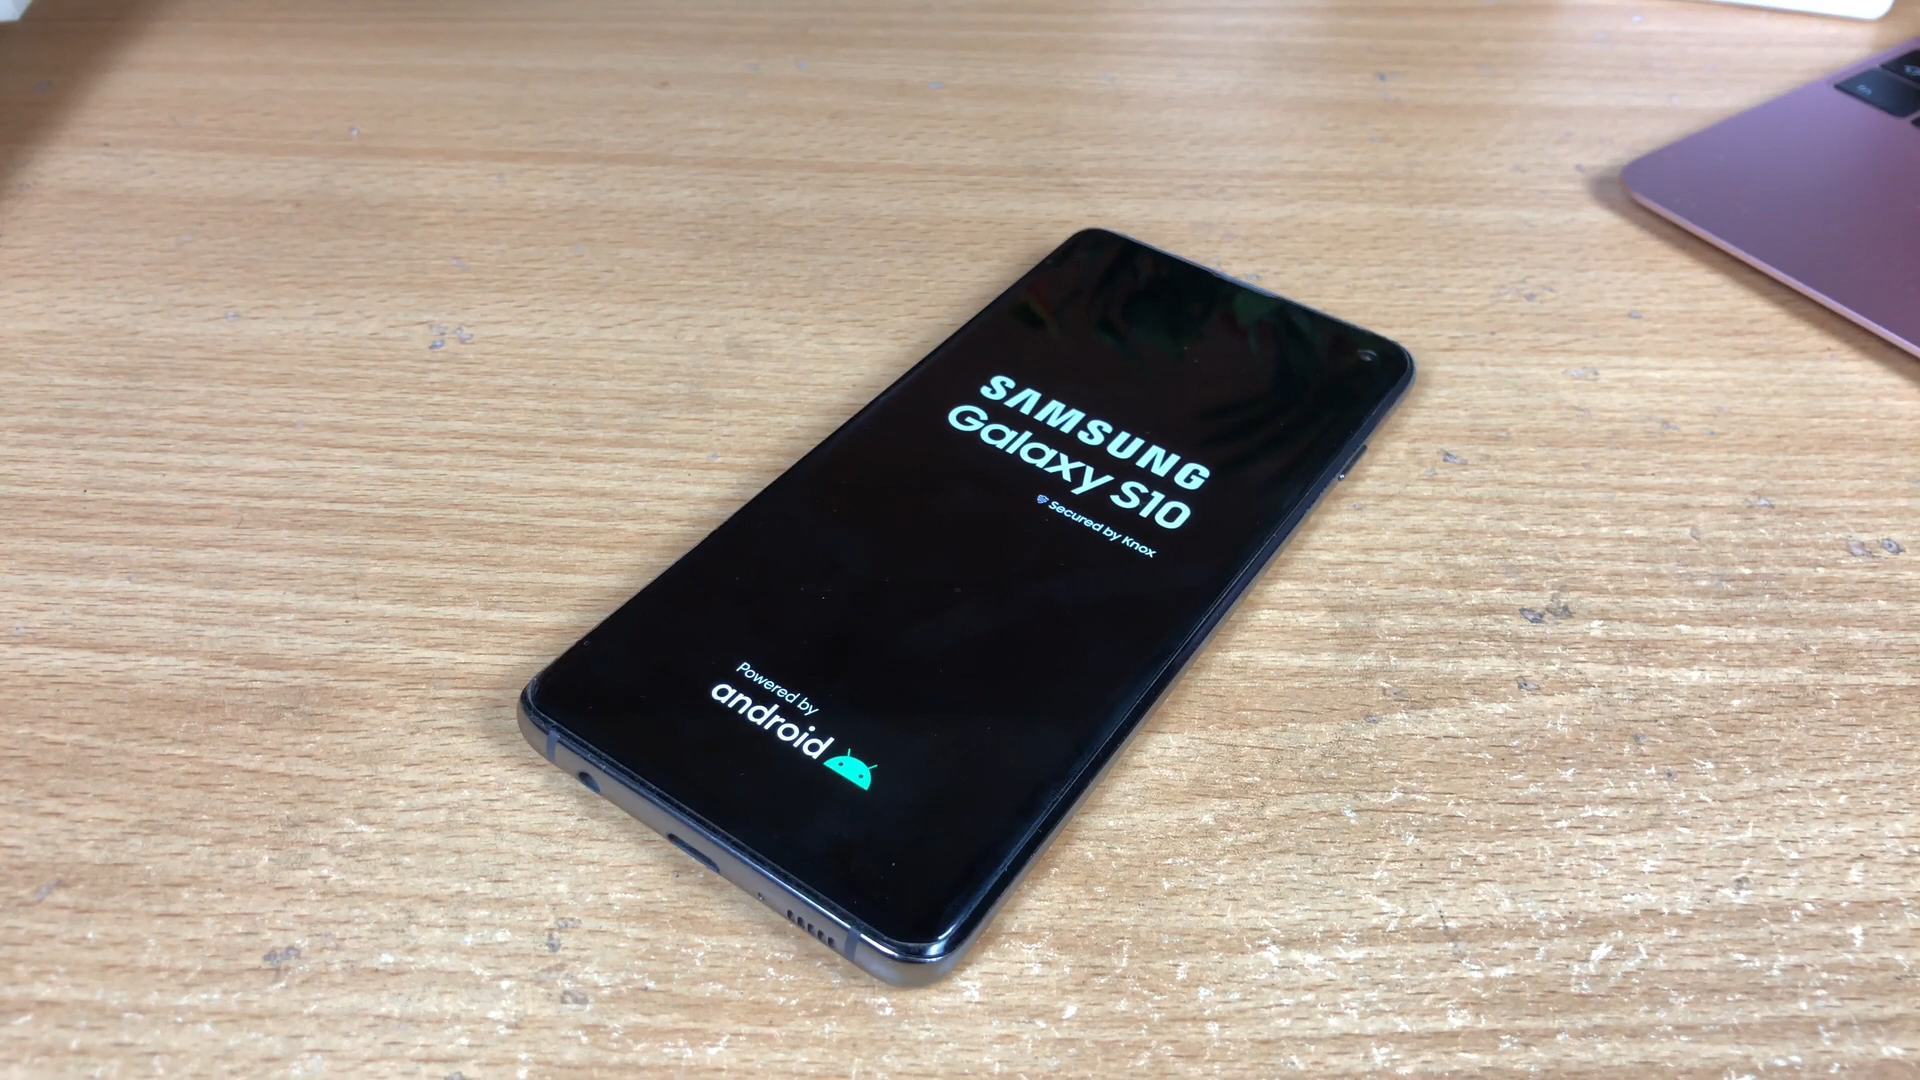 SAMSUNG
Galaxy S10
Secured by Knox
Powered by
android